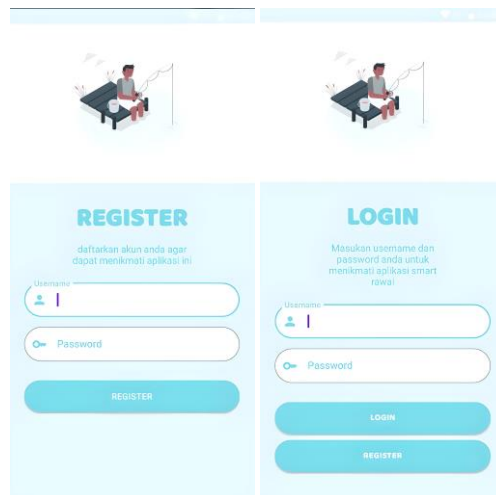 REGISTER
daftarkan akun anda agar
dapat menikmati aplikasi ini
Username
Password
REGISTER
LOGIN
Masukan username dan
password anda untuk
menikmati aplikasi smart
rawai
Username
Password
LOGIN
REGISTER